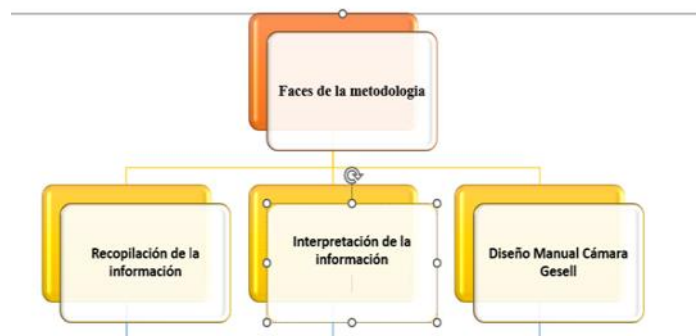 Faces de la metodologia
Recopilación de la
información
Interpretación de la
información
Diseño Manual Cámara
Gesell